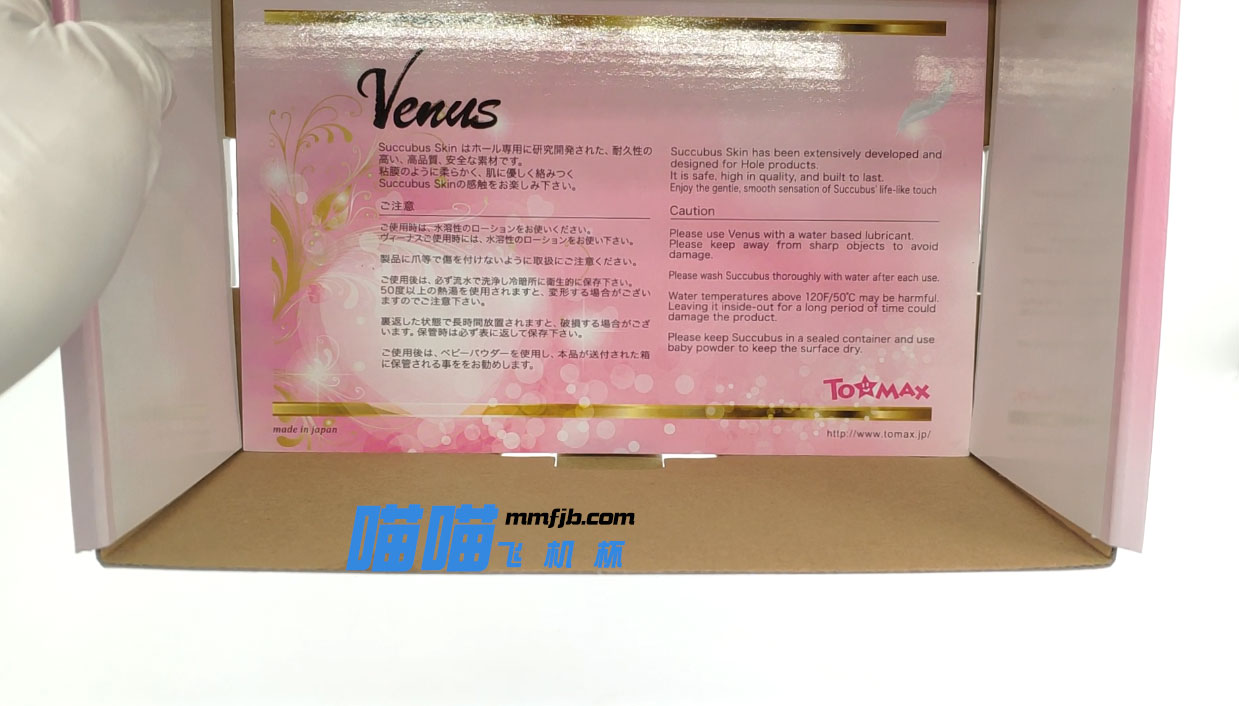 Venus
Succubus Skin はホール専用に研究開発された、耐久性の
高い、高品質、安全な素材です。
粘膜のように柔らかく、肌に優しく絡みつく
Succubus Skinの感触をお楽しみ下さい。
ご注意
ご使用時は、水溶性のローションをお使いください。
ヴィーナスご使用時には、水溶性のローションをお使い下さい。
製品に爪等で傷を付けないように取扱にご注意ください。
ご使用後は、必ず流水で洗浄し冷暗所に衛生的に保存下さい。
50度以上の熱湯を使用されますと、変形する場合がござい
ますのでご注意下さい。
裏返した状態で長時間放置されますと、破損する場合がござ
います。保管時は必ず表に返して保存下さい。
ご使用後は、ベビーパウダーを使用し、本品が送付された箱
に保管される事ををお勧めします。
Succubus Skin has been extensively developed and
designed for Hole products.
It is safe, high in quality, and built to last.
Enjoy the gentle, smooth sensation of Succubus' life-like touch
Caution
Please use Venus with a water based lubricant.
Please keep away from sharp objects to avoid
damage.
Please wash Succubus thoroughly with water after each use.
Water temperatures above 120F/50℃ may be harmful.
Leaving it inside-out for a long period of time could
damage the product.
Please keep Succubus in a sealed container and use
baby powder to keep the surface dry.
TO★MAX
made in japan
http://www.tomax.jp/
喵喵飞机杯
mmfjb.com